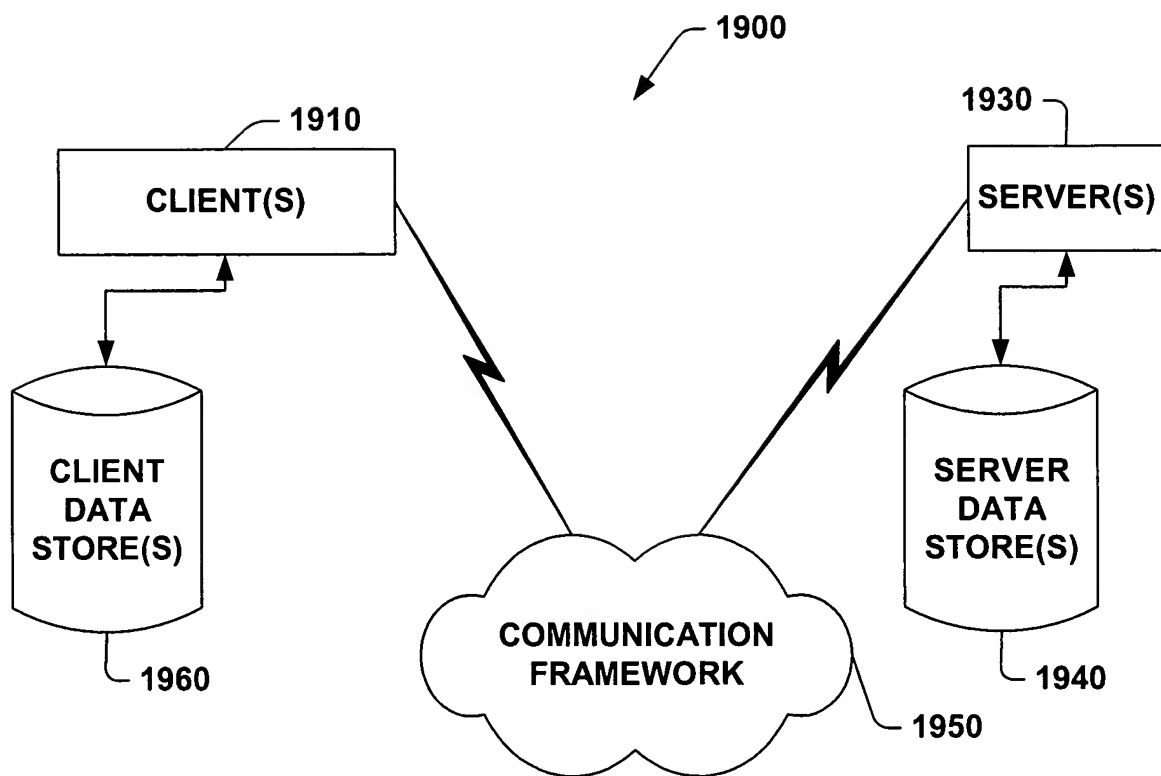 1900
1910
1930
CLIENT(S)
SERVER(S)
CLIENT
DATA
STORE(S)
SERVER
DATA
STORE(S)
COMMUNICATION
FRAMEWORK
1960
1940
1950